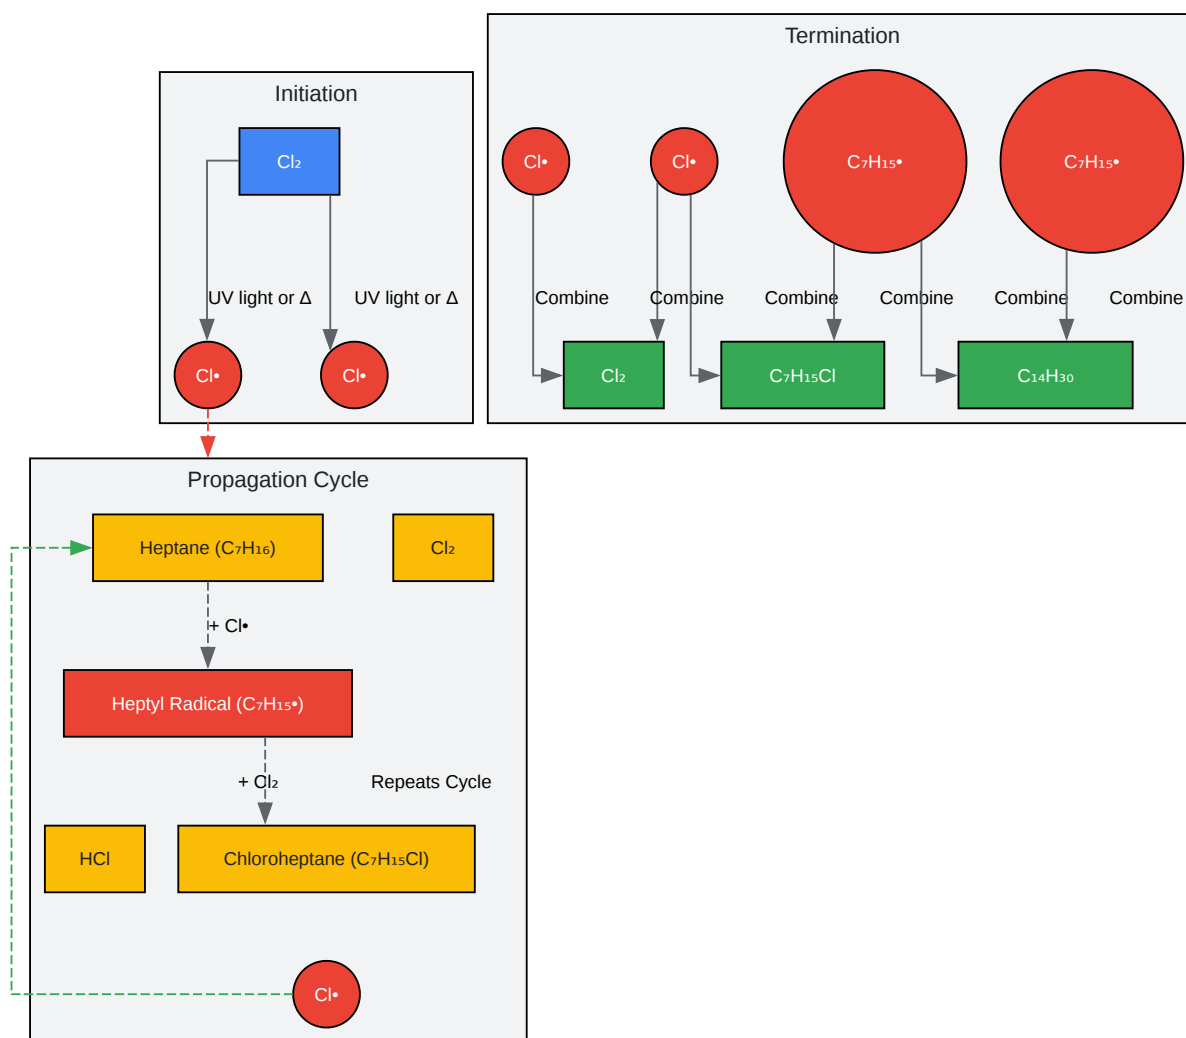 Termination
Initiation
Cl₂
Cl•
Cl•
C₇H₁₅•
C₇H₁₅•
UV light or Δ
UV light or Δ
Combine
Combine
Combine
Combine
Combine
Combine
Cl•
Cl•
Cl₂
C₇H₁₅Cl
C₁₄H₃₀
Propagation Cycle
Heptane (C₇H₁₆)
Cl₂
+ Cl•
Heptyl Radical (C₇H₁₅•)
+ Cl₂
Repeats Cycle
HCl
Chloroheptane (C₇H₁₅Cl)
Cl•